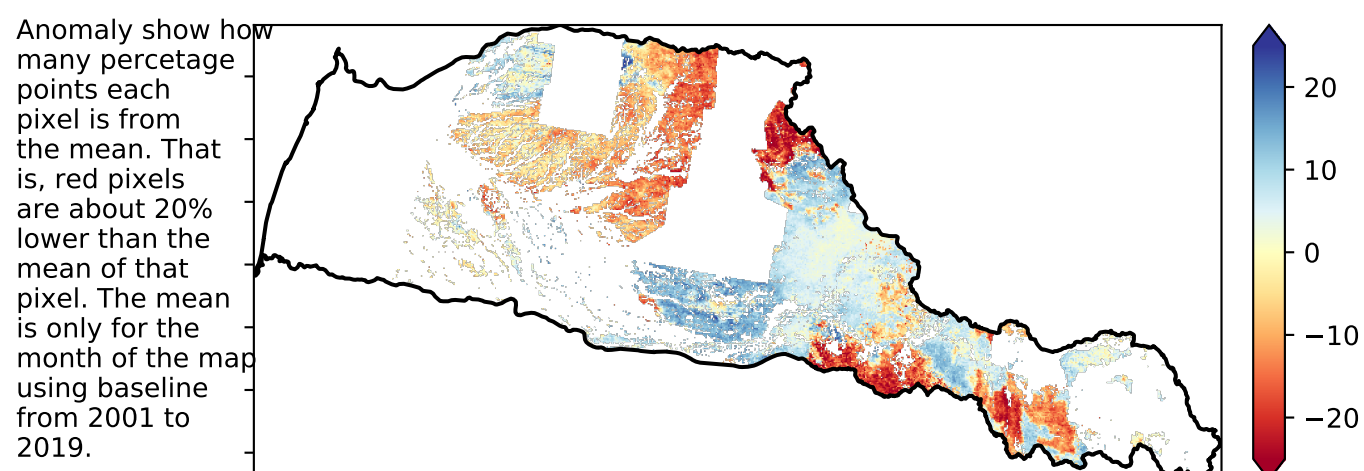 Anomaly show how
many percetage
points each
pixel is from
the mean. That
is, red pixels
are about 20%
lower than the
mean of that
pixel. The mean
is only for the
month of the map
using baseline
from 2001 to
2019.
20
10
0
−10
−20